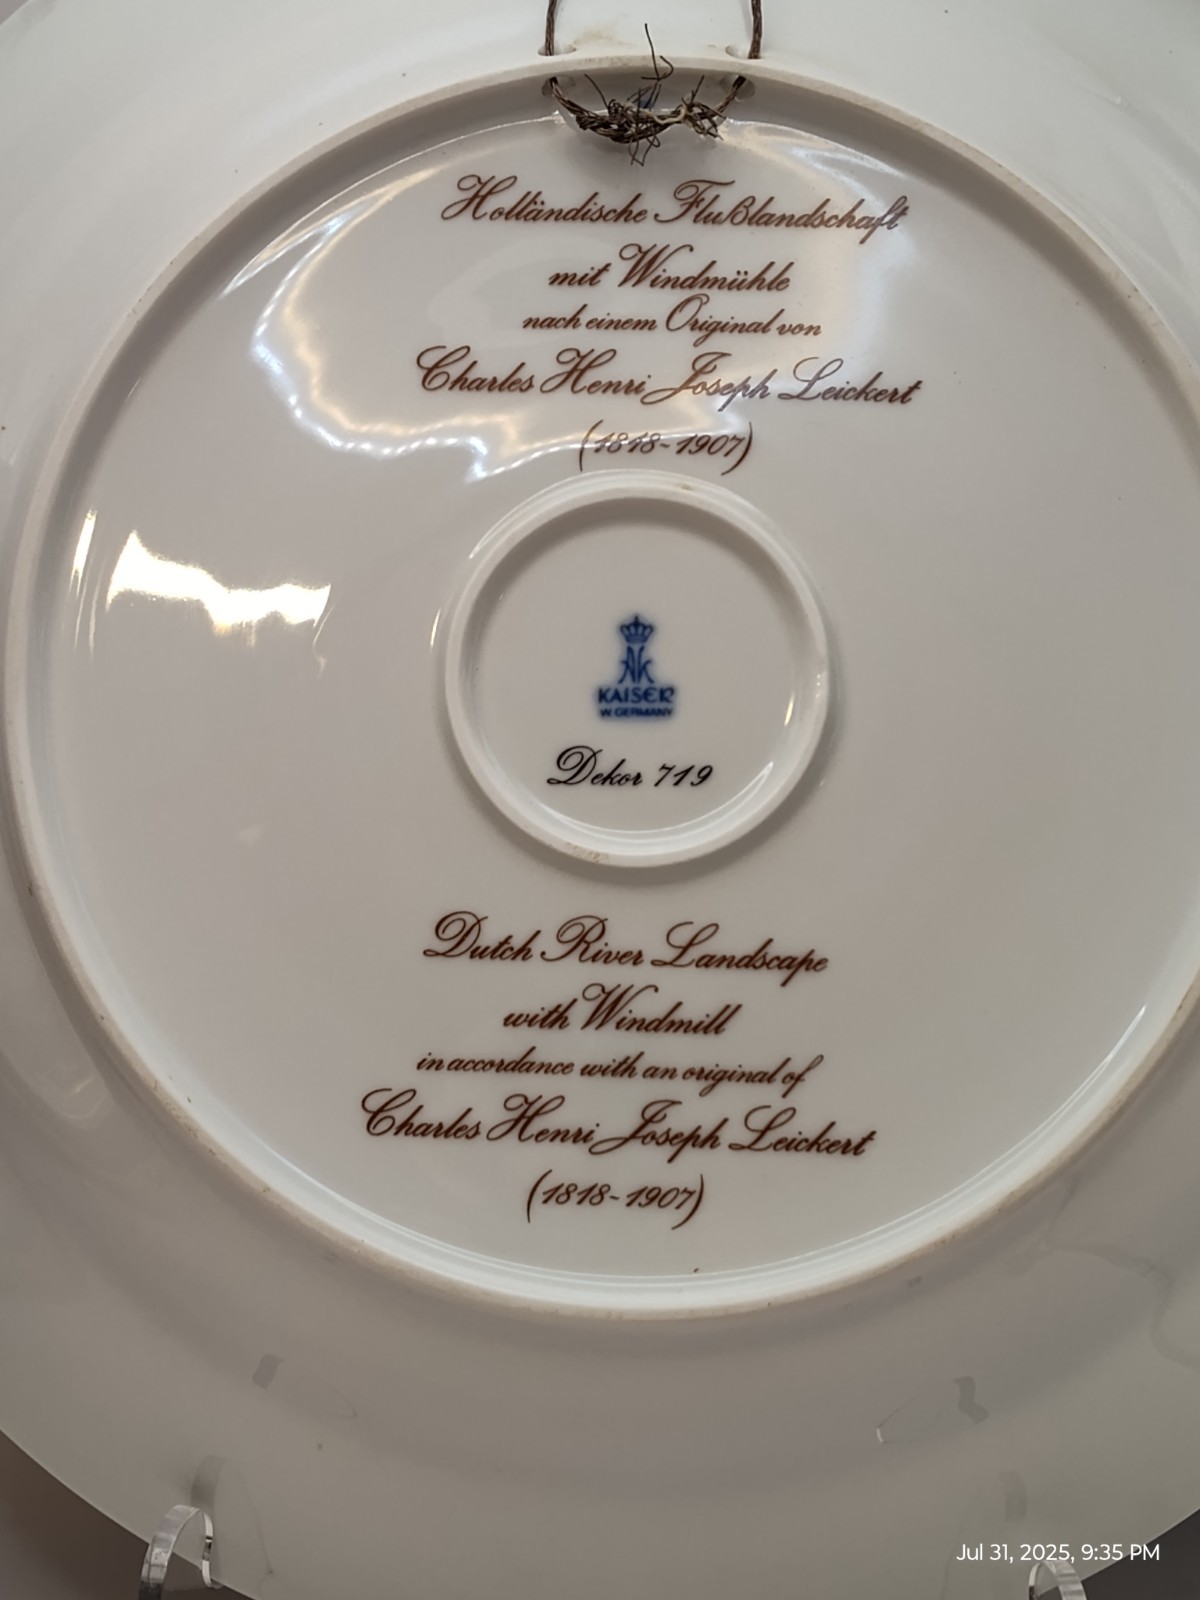 Holländische Flußlandschaft
mit Windmühle
nach einem Original von
Charles Henri Joseph Leickert
(1818-1907)
AK
KAISER
W. GERMANY
Dekor 719
Dutch River Landscape
with Windmill
in accordance with an original of
Charles Henri Joseph Leickert
(1818-1907)
Jul 31, 2025, 9:35 PM